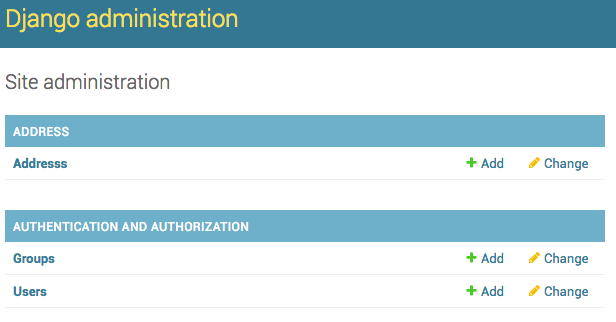 Django administration
Site administration
ADDRESS
Addresss Add Change
AUTHENTICATION AND AUTHORIZATION
Groups Add Change
Users Add Change